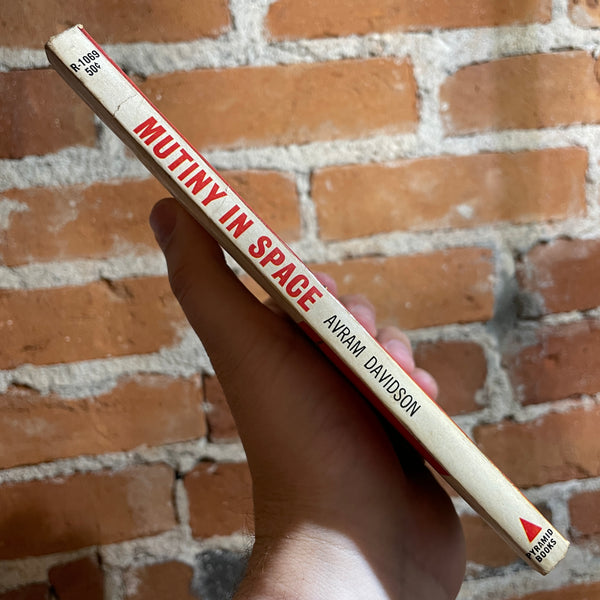 R-1069
50¢
MUTINY IN SPACE AVRAM DAVIDSON
PYRAMID
BOOKS